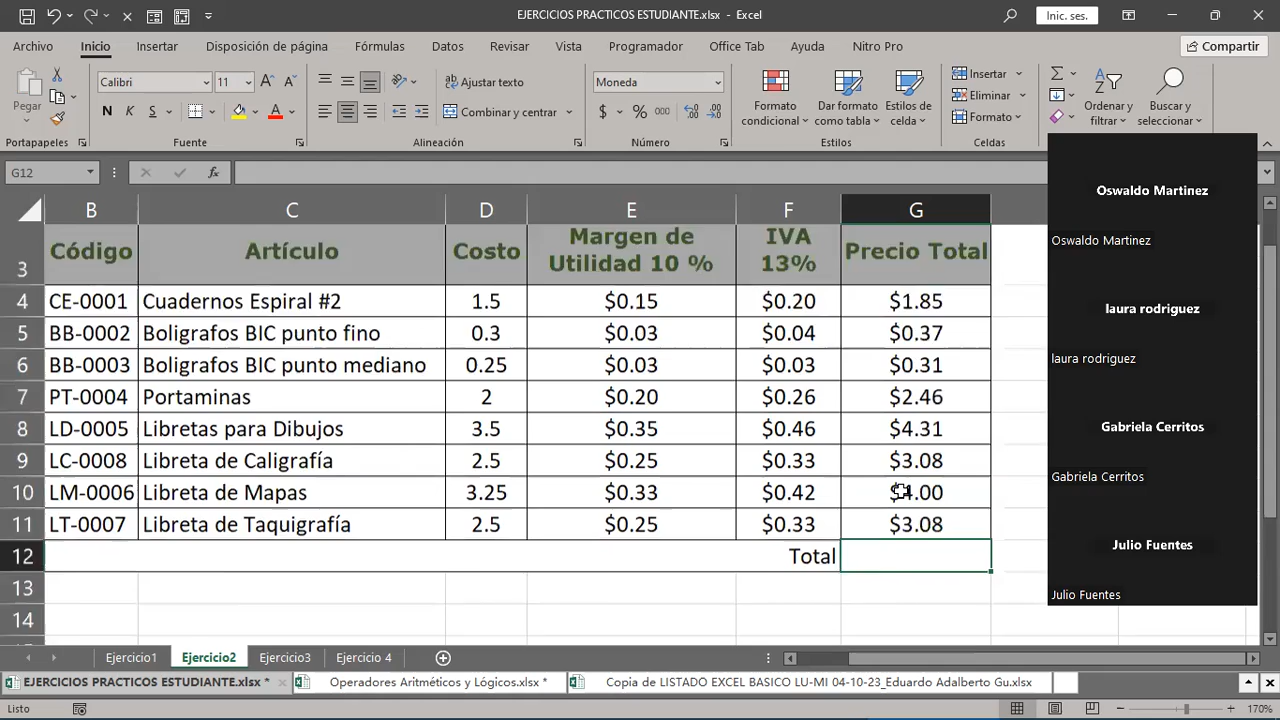 EJERCICIOS PRACTICOS ESTUDIANTE.xlsx - Excel
Inic. ses.
Archivo Inicio Insertar Disposición de página Fórmulas Datos Revisar Vista Programador Office Tab Ayuda Nitro Pro Compartir
Pegar
Calibri 11
N K S
Ajustar texto
Combinar y centrar
Moneda
$ % 000
Formato condicional
Dar formato como tabla
Estilos de celda
Insertar
Eliminar
Formato
Ordenar y filtrar
Buscar y seleccionar
Portapapeles Fuente Alineación Número Estilos Celdas
G12 fx
B C D E F G
3 Código Artículo Costo Margen de Utilidad 10 % IVA 13% Precio Total
4 CE-0001 Cuadernos Espiral #2 1.5 $0.15 $0.20 $1.85
5 BB-0002 Boligrafos BIC punto fino 0.3 $0.03 $0.04 $0.37
6 BB-0003 Boligrafos BIC punto mediano 0.25 $0.03 $0.03 $0.31
7 PT-0004 Portaminas 2 $0.20 $0.26 $2.46
8 LD-0005 Libretas para Dibujos 3.5 $0.35 $0.46 $4.31
9 LC-0008 Libreta de Caligrafía 2.5 $0.25 $0.33 $3.08
10 LM-0006 Libreta de Mapas 3.25 $0.33 $0.42 $4.00
11 LT-0007 Libreta de Taquigrafía 2.5 $0.25 $0.33 $3.08
12 Total
13
14
Oswaldo Martinez
Oswaldo Martinez
laura rodriguez
laura rodriguez
Gabriela Cerritos
Gabriela Cerritos
Julio Fuentes
Julio Fuentes
Ejercicio1 Ejercicio2 Ejercicio3 Ejercicio 4
EJERCICIOS PRACTICOS ESTUDIANTE.xlsx * Operadores Aritméticos y Lógicos.xlsx * Copia de LISTADO EXCEL BASICO LU-MI 04-10-23_Eduardo Adalberto Gu.xlsx
Listo 170%